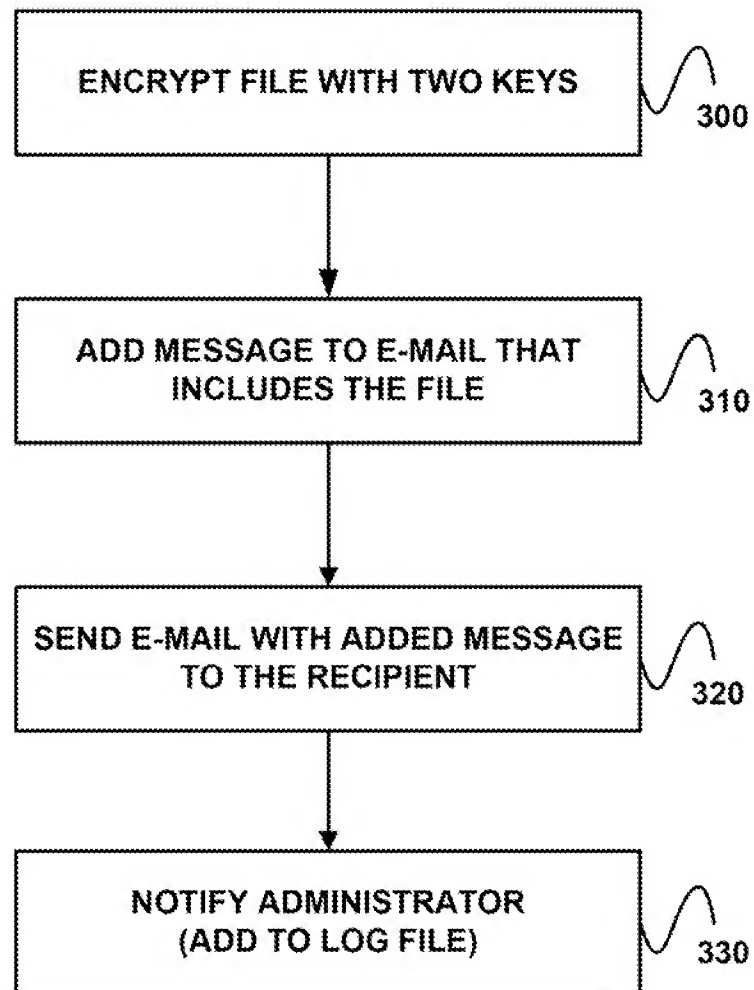 ENCRYPT FILE WITH TWO KEYS
300
ADD MESSAGE TO E-MAIL THAT
INCLUDES THE FILE
310
SEND E-MAIL WITH ADDED MESSAGE
TO THE RECIPIENT
320
NOTIFY ADMINISTRATOR
(ADD TO LOG FILE)
330